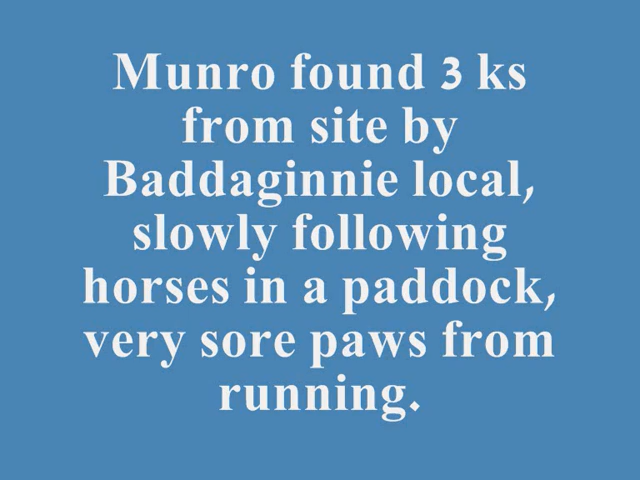 Munro found 3 ks
from site by
Baddaginnie local,
slowly following
horses in a paddock,
very sore paws from
running.